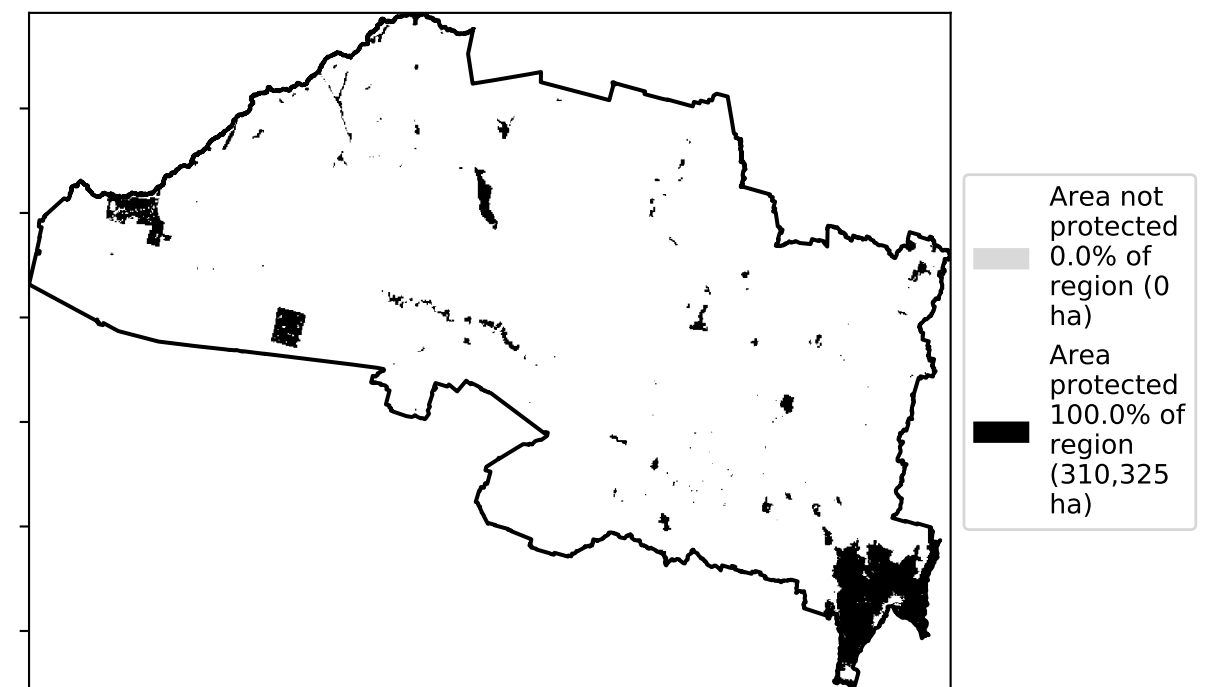 Area not
protected
0.0% of
region (0
ha)
Area
protected
100.0% of
region
(310,325
ha)